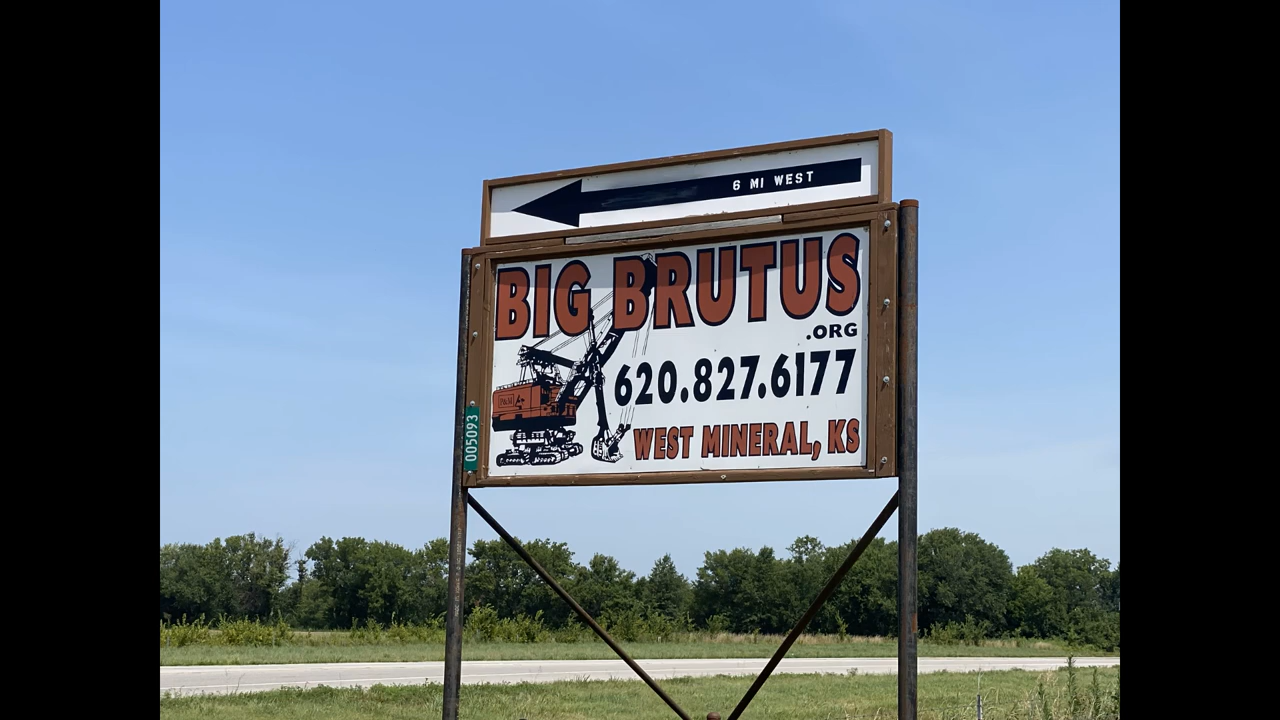 6 MI WEST
BIG BRUTUS
.ORG
620.827.6177
P&M
WEST MINERAL, KS
005093